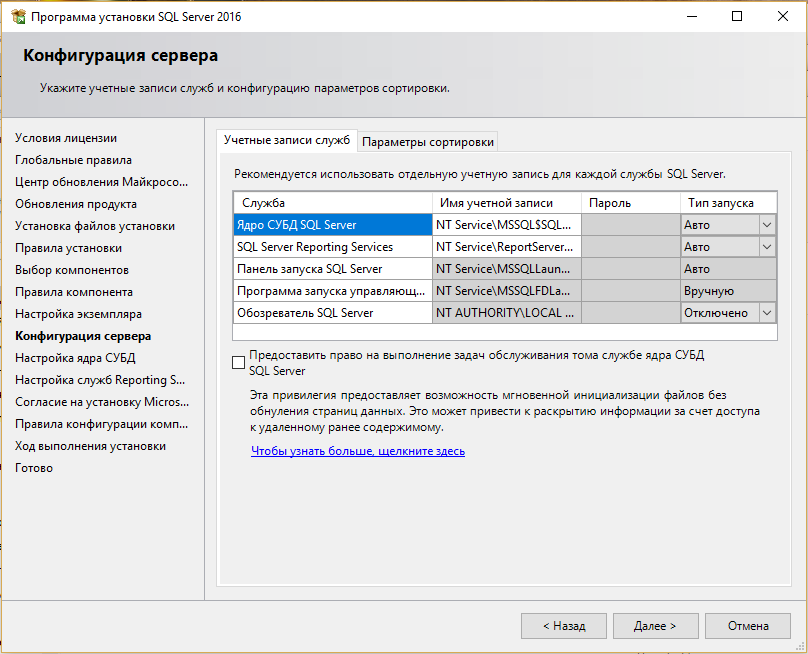 Программа установки SQL Server 2016
Конфигурация сервера
Укажите учетные записи служб и конфигурацию параметров сортировки.
Условия лицензии
Глобальные правила
Центр обновления Майкросо...
Обновления продукта
Установка файлов установки
Правила установки
Выбор компонентов
Правила компонента
Настройка экземпляра
Конфигурация сервера
Настройка ядра СУБД
Настройка служб Reporting S...
Согласие на установку Micros...
Правила конфигурации комп...
Ход выполнения установки
Готово
Учетные записи служб Параметры сортировки
Рекомендуется использовать отдельную учетную запись для каждой службы SQL Server.
Служба Имя учетной записи Пароль Тип запуска
Ядро СУБД SQL Server NT Service\MSSQL$SQL... Авто
SQL Server Reporting Services NT Service\ReportServer... Авто
Панель запуска SQL Server NT Service\MSSQLLaun... Авто
Программа запуска управляющ... NT Service\MSSQLFDLa... Вручную
Обозреватель SQL Server NT AUTHORITY\LOCAL ... Отключено
Предоставить право на выполнение задач обслуживания тома службе ядра СУБД
SQL Server
Эта привилегия предоставляет возможность мгновенной инициализации файлов без
обнуления страниц данных. Это может привести к раскрытию информации за счет доступа
к удаленному ранее содержимому.
Чтобы узнать больше, щелкните здесь
< Назад Далее > Отмена